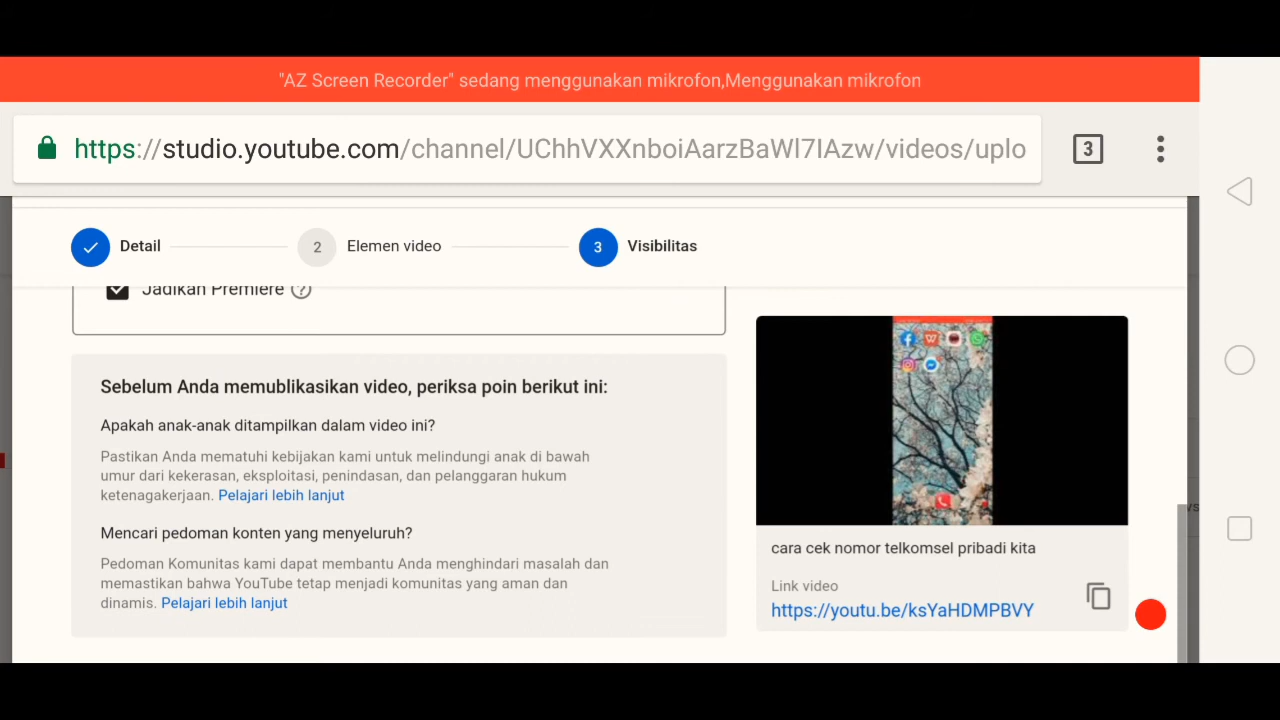 "AZ Screen Recorder" sedang menggunakan mikrofon,Menggunakan mikrofon
https://studio.youtube.com/channel/UChhVXXnboiAarzBaWl7IAzw/videos/uplo
3
Detail
2
Elemen video
3
Visibilitas
Jadikan Premiere
Sebelum Anda memublikasikan video, periksa poin berikut ini:
Apakah anak-anak ditampilkan dalam video ini?
Pastikan Anda mematuhi kebijakan kami untuk melindungi anak di bawah
umur dari kekerasan, eksploitasi, penindasan, dan pelanggaran hukum
ketenagakerjaan. Pelajari lebih lanjut
Mencari pedoman konten yang menyeluruh?
Pedoman Komunitas kami dapat membantu Anda menghindari masalah dan
memastikan bahwa YouTube tetap menjadi komunitas yang aman dan
dinamis. Pelajari lebih lanjut
cara cek nomor telkomsel pribadi kita
Link video
https://youtu.be/ksYaHDMPBVY